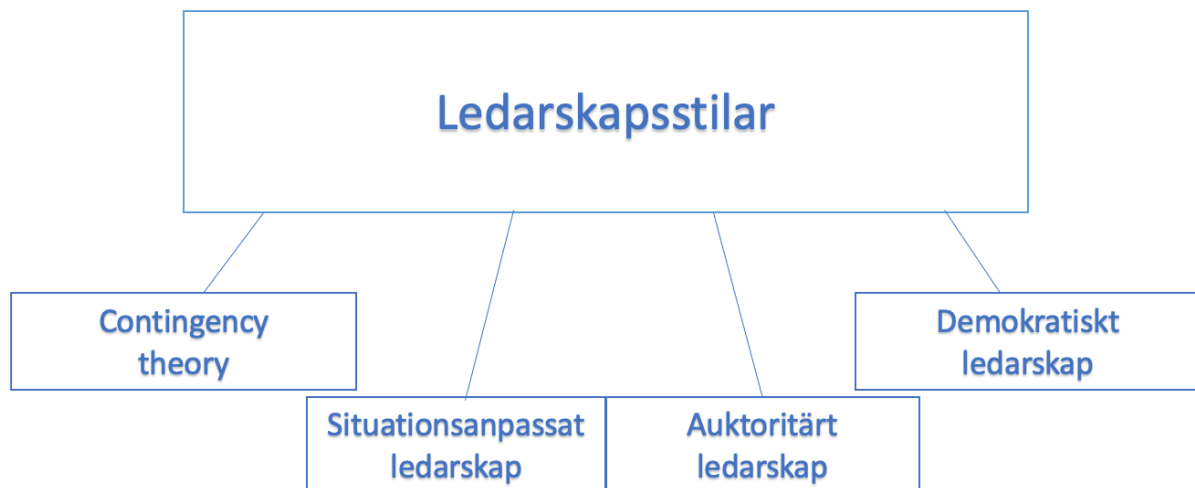 Ledarskapsstilar
Contingency
theory
Situationsanpassat
ledarskap
Auktoritärt
ledarskap
Demokratiskt
ledarskap